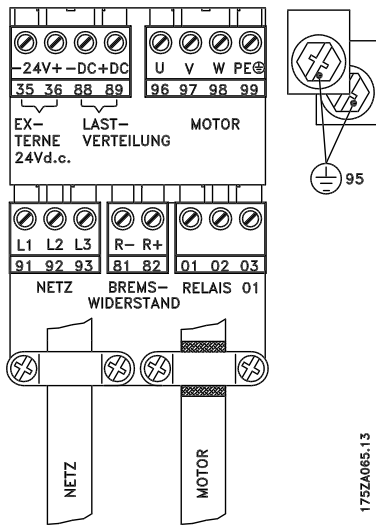 -24V+ -DC+DC
35 36 88 89
EX-
TERNE
24Vd.c.
LAST-
VERTEILUNG
U V W PE
96 97 98 99
MOTOR
95
L1 L2 L3
91 92 93
NETZ
R- R+
81 82
BREMS-
WIDERSTAND
01 02 03
RELAIS 01
NETZ
MOTOR
175ZA065.13